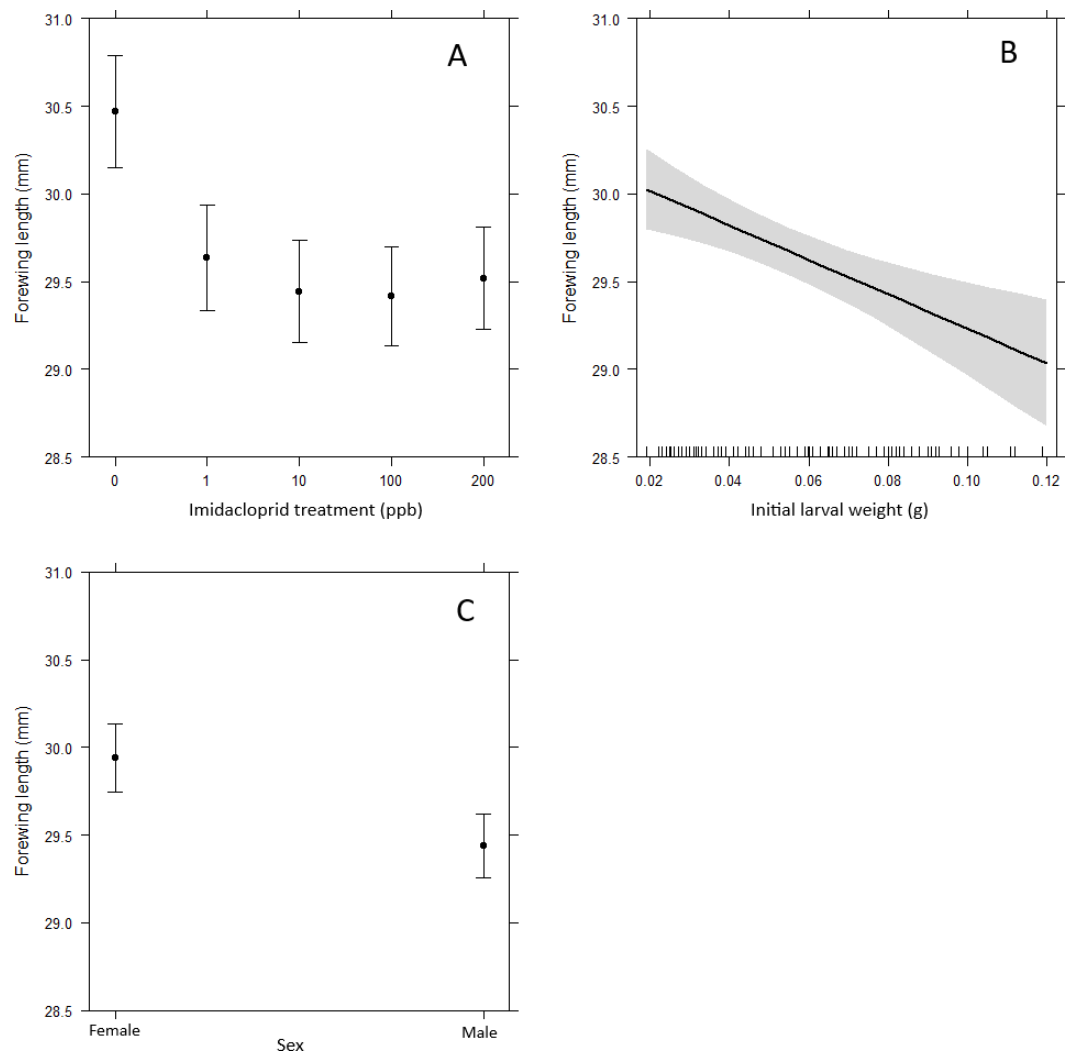 A
31.0
30.5
30.0
29.5
29.0
28.5
Forewing length (mm)
0 1 10 100 200
Imidacloprid treatment (ppb)
B
31.0
30.5
30.0
29.5
29.0
28.5
Forewing length (mm)
0.02 0.04 0.06 0.08 0.10 0.12
Initial larval weight (g)
C
31.0
30.5
30.0
29.5
29.0
28.5
Forewing length (mm)
Female Male
Sex